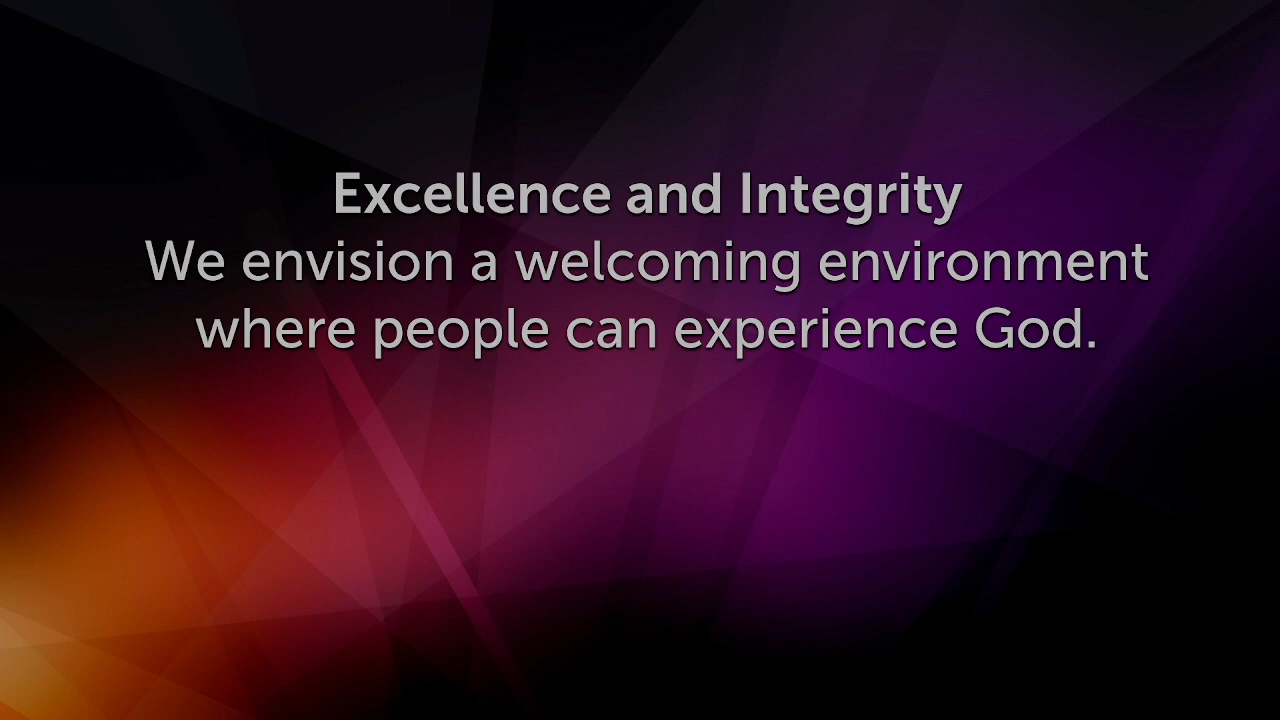 Excellence and Integrity
We envision a welcoming environment
where people can experience God.